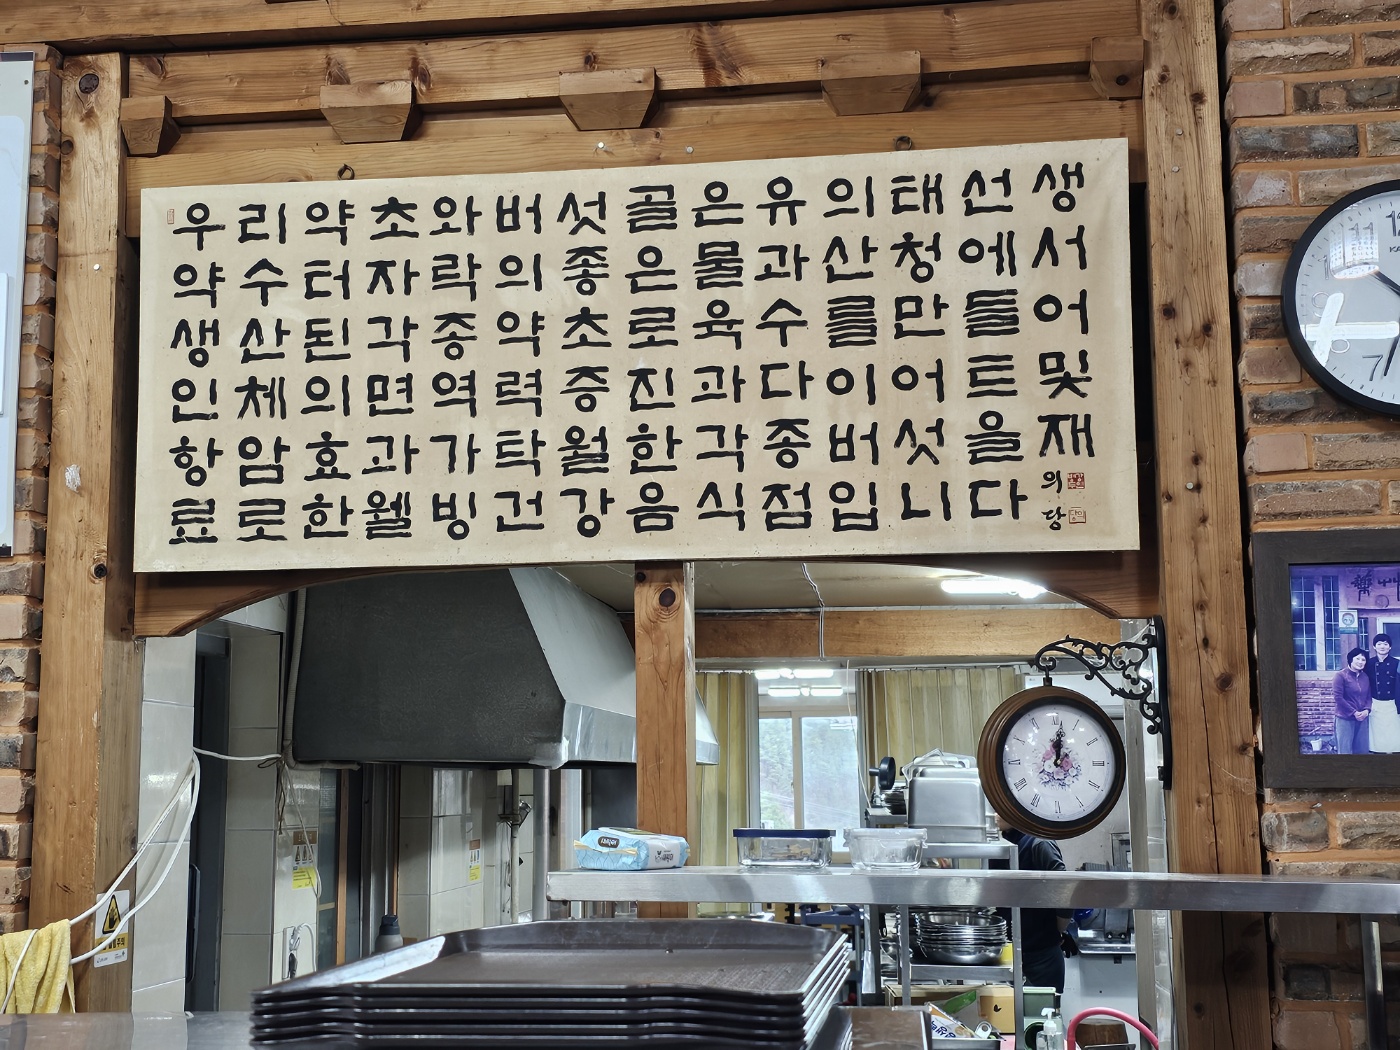 우리약초와버섯골은유의태선생
약수터자락의좋은물과산청에서
생산된각종약초로육수를만들어
인체의면역력증진과다이어트및
항암효과가탁월한각종버섯을재
료로한웰빙건강음식점입니다
의당